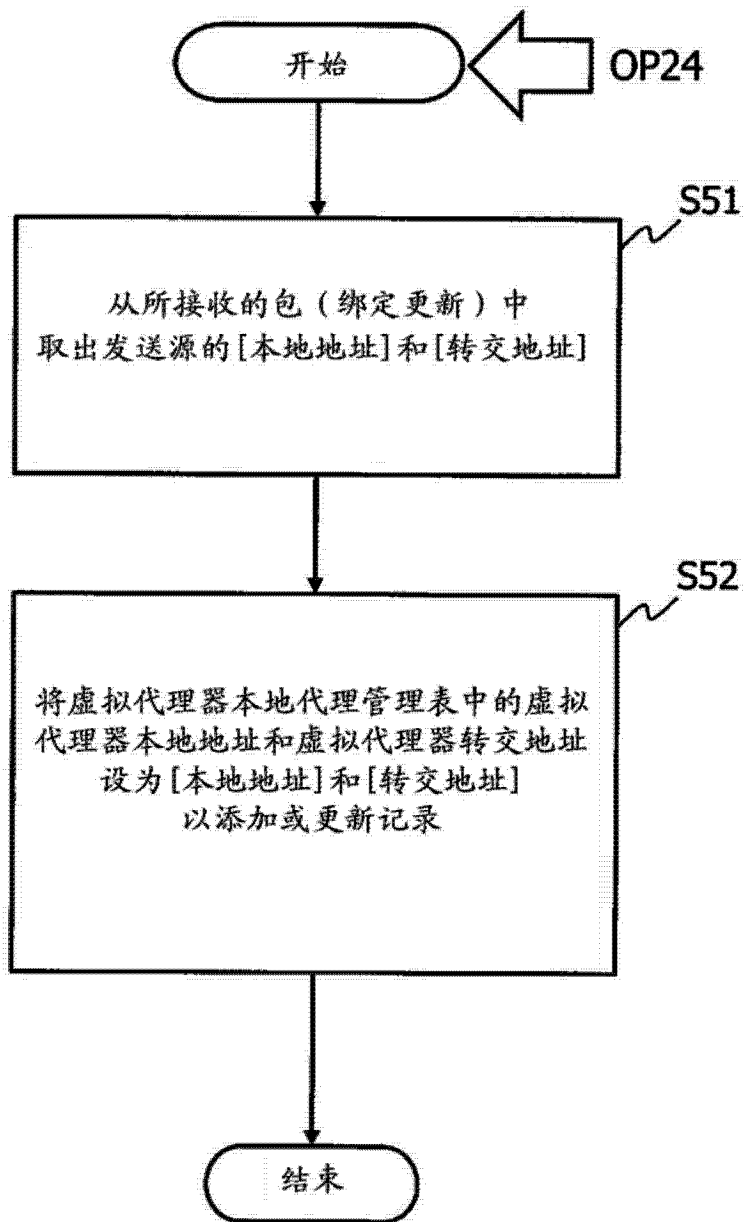 开始
OP24
S51
从所接收的包（绑定更新）中
取出发送源的[本地地址]和[转交地址]
S52
将虚拟代理器本地代理管理表中的虚拟
代理器本地地址和虚拟代理器转交地址
设为[本地地址]和[转交地址]
以添加或更新记录
结束